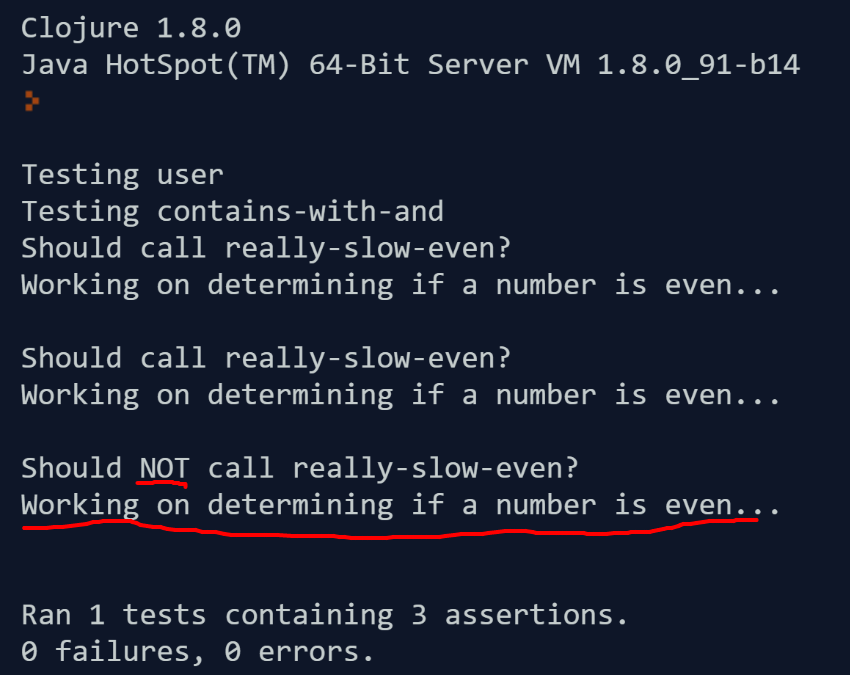 Clojure 1.8.0
Java HotSpot(TM) 64-Bit Server VM 1.8.0_91-b14
>
Testing user
Testing contains-with-and
Should call really-slow-even?
Working on determining if a number is even...
Should call really-slow-even?
Working on determining if a number is even...
Should NOT call really-slow-even?
Working on determining if a number is even...
Ran 1 tests containing 3 assertions.
0 failures, 0 errors.